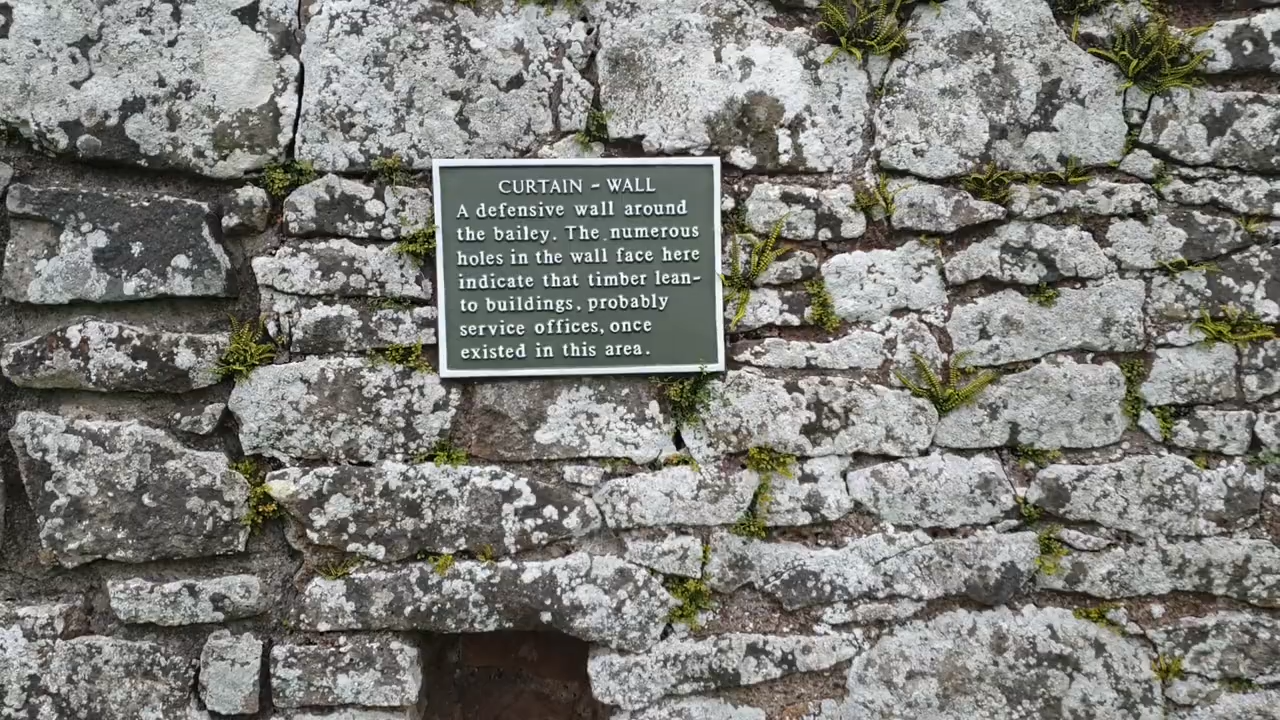 CURTAIN - WALL
A defensive wall around
the bailey. The numerous
holes in the wall face here
indicate that timber lean-
to buildings, probably
service offices, once
existed in this area.